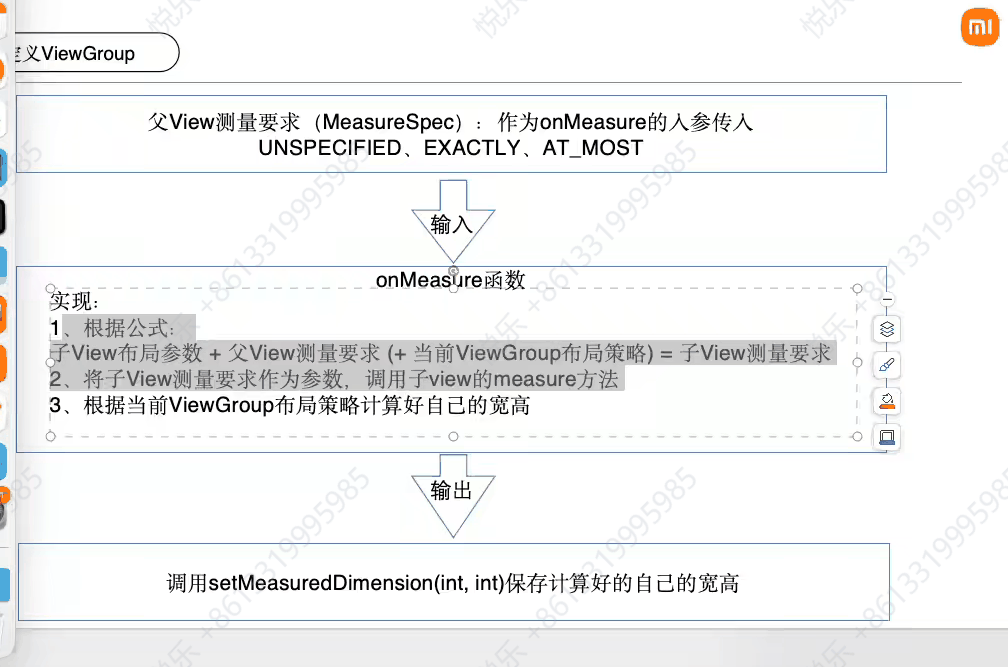 定义ViewGroup
父View测量要求（MeasureSpec）：作为onMeasure的入参传入
UNSPECIFIED、EXACTLY、AT_MOST
输入
onMeasure函数
实现：
1、根据公式：
子View布局参数 + 父View测量要求 (+ 当前ViewGroup布局策略) = 子View测量要求
2、将子View测量要求作为参数，调用子view的measure方法
3、根据当前ViewGroup布局策略计算好自己的宽高
输出
调用setMeasuredDimension(int, int)保存计算好的自己的宽高
悦乐 +8613319995985